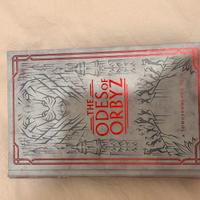 THE
ODES OF
ORBYZ